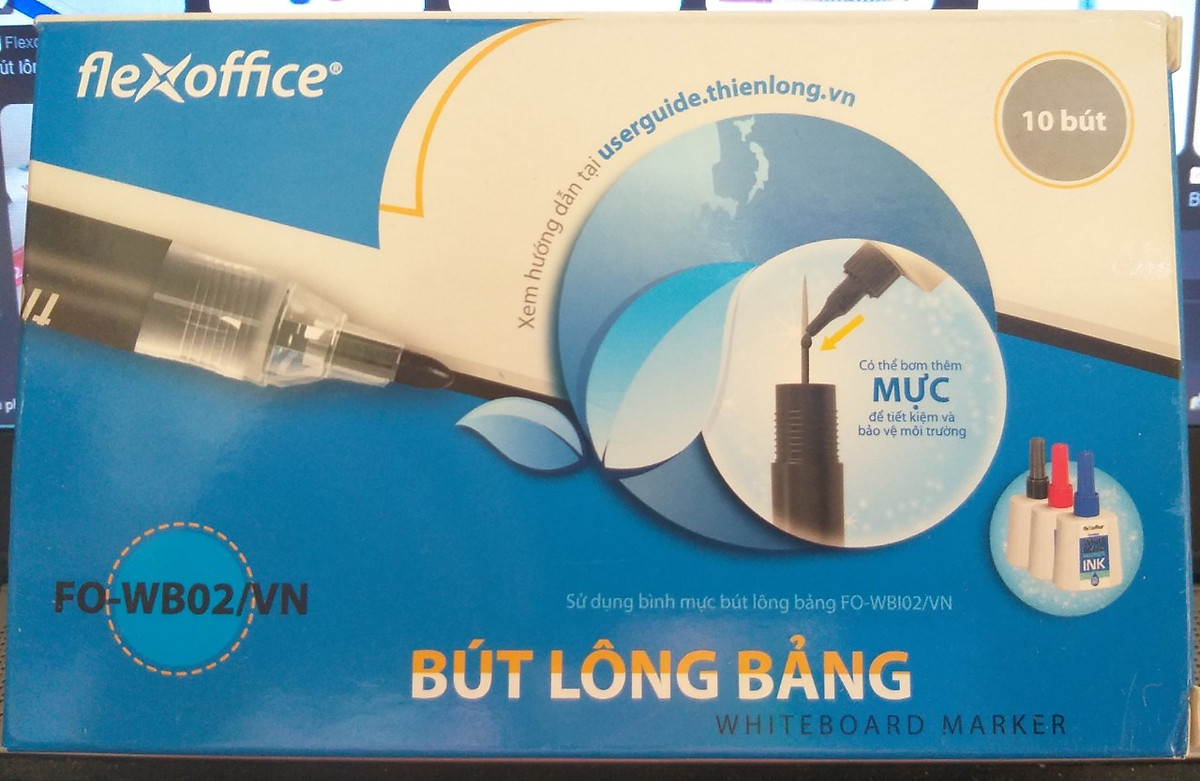 flexoffice®
10 bút
Xem hướng dẫn tại userguide.thienlong.vn
Có thể bơm thêm
MỰC
để tiết kiệm và
bảo vệ môi trường
flexoffice
INK
FO-WB02/VN
Sử dụng bình mực bút lông bảng FO-WBI02/VN
BÚT LÔNG BẢNG
WHITEBOARD MARKER